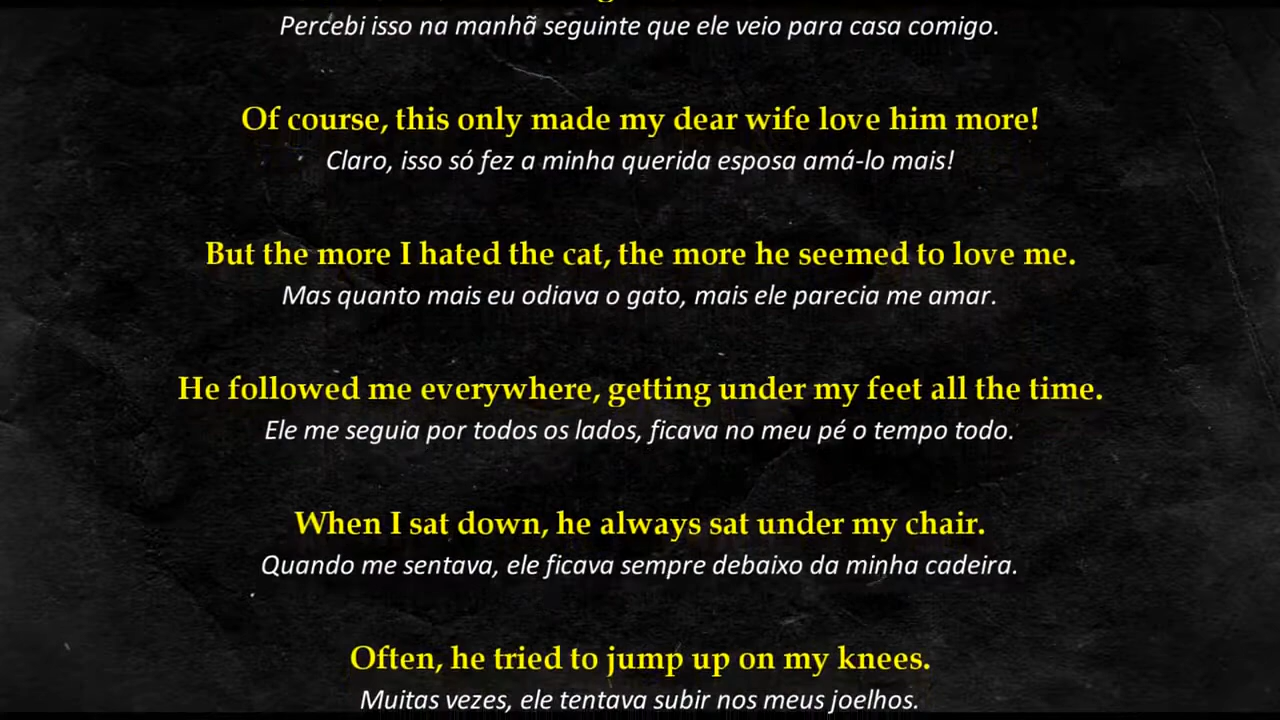 Percebi isso na manhã seguinte que ele veio para casa comigo.
Of course, this only made my dear wife love him more!
Claro, isso só fez a minha querida esposa amá-lo mais!
But the more I hated the cat, the more he seemed to love me.
Mas quanto mais eu odiava o gato, mais ele parecia me amar.
He followed me everywhere, getting under my feet all the time.
Ele me seguia por todos os lados, ficava no meu pé o tempo todo.
When I sat down, he always sat under my chair.
Quando me sentava, ele ficava sempre debaixo da minha cadeira.
Often, he tried to jump up on my knees.
Muitas vezes, ele tentava subir nos meus joelhos.